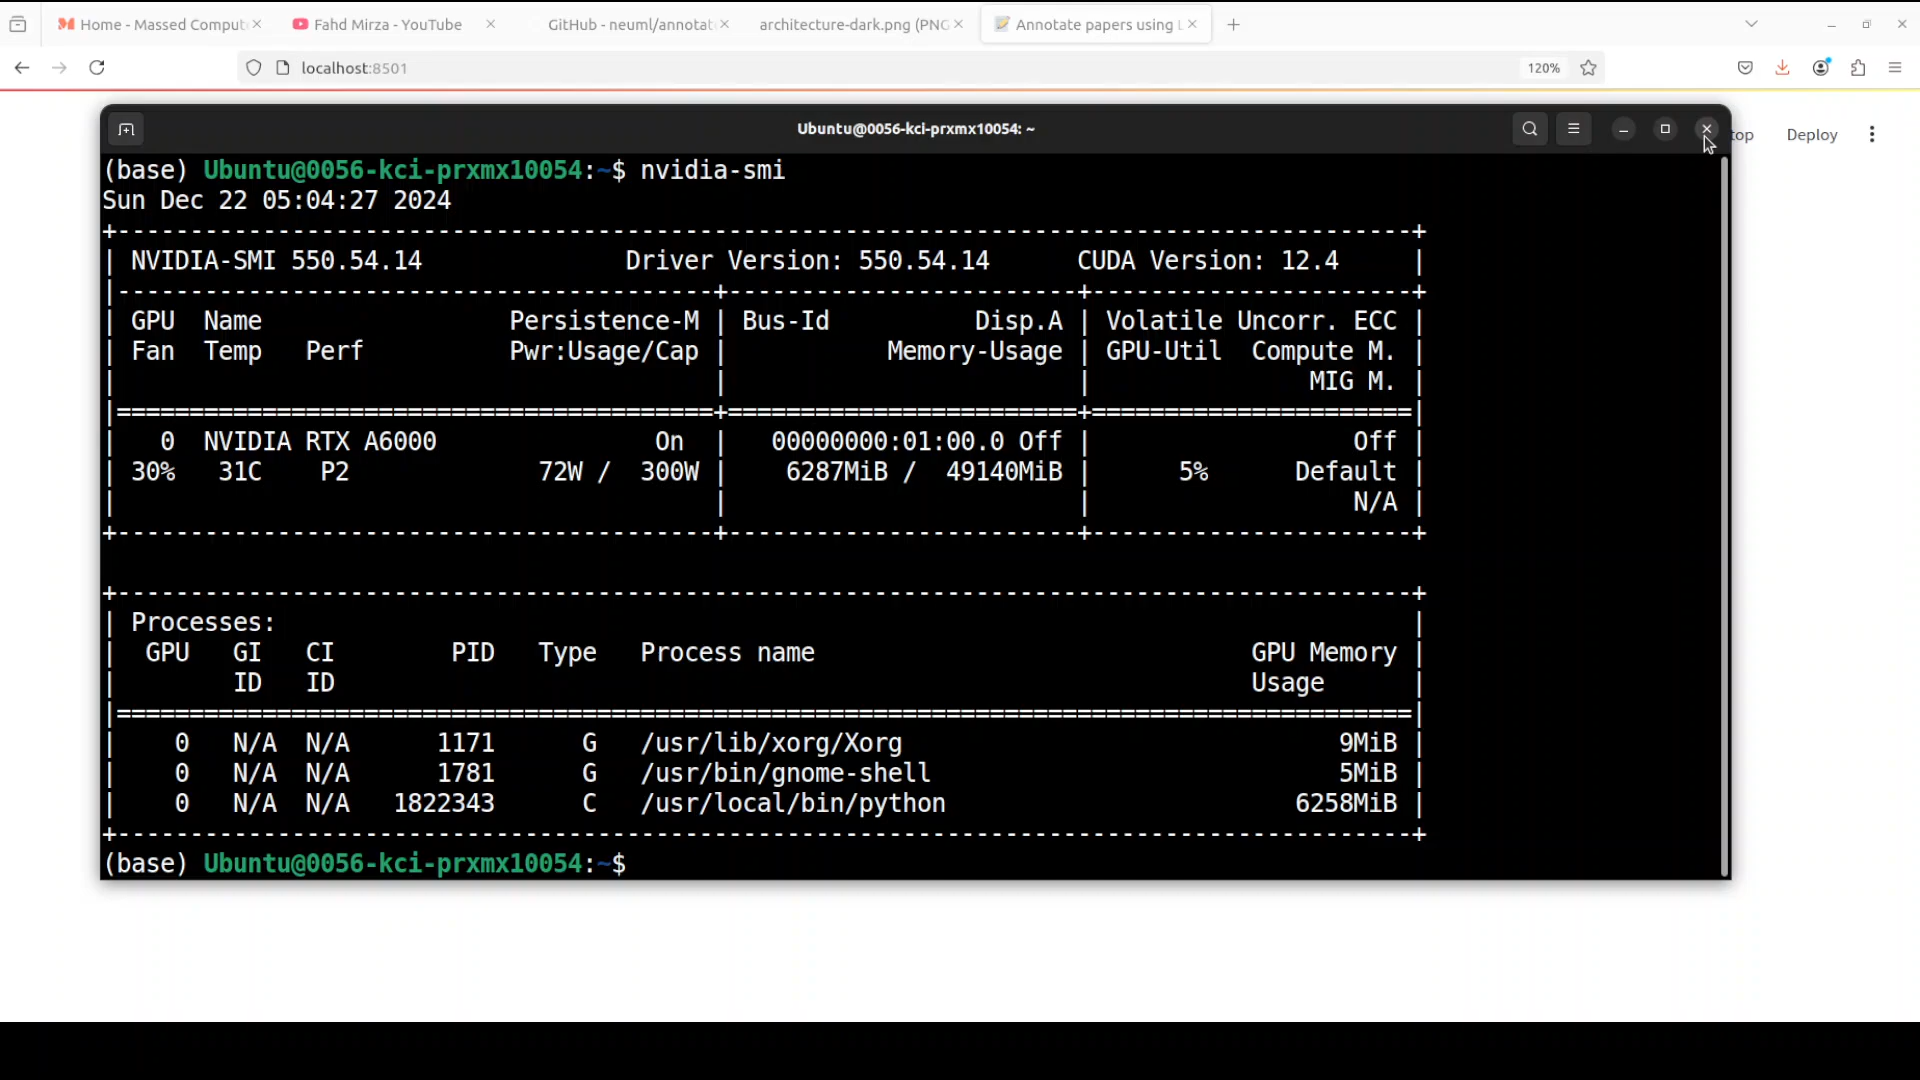 Home - Massed Comput
Fahd Mirza - YouTube
GitHub - neuml/annotat
architecture-dark.png (PNG
Annotate papers using L
localhost:8501
120%
Ubuntu@0056-kci-prxmx10054: ~
top
Deploy
(base) Ubuntu@0056-kci-prxmx10054:~$ nvidia-smi
Sun Dec 22 05:04:27 2024
+-----------------------------------------------------------------------------------------+
| NVIDIA-SMI 550.54.14              Driver Version: 550.54.14      CUDA Version: 12.4     |
|-----------------------------------------+------------------------+----------------------+
| GPU  Name                 Persistence-M | Bus-Id          Disp.A | Volatile Uncorr. ECC |
| Fan  Temp   Perf          Pwr:Usage/Cap |           Memory-Usage | GPU-Util  Compute M. |
|                                         |                        |               MIG M. |
|=========================================+========================+======================|
|   0  NVIDIA RTX A6000               On  |   00000000:01:00.0 Off |                  Off |
| 30%   31C    P2              72W /  300W |    6287MiB /  49140MiB |      5%      Default |
|                                         |                        |                  N/A |
+-----------------------------------------+------------------------+----------------------+
+-----------------------------------------------------------------------------------------+
| Processes:                                                                              |
|  GPU   GI   CI        PID   Type   Process name                              GPU Memory |
|        ID   ID                                                               Usage      |
|=========================================================================================|
|    0   N/A  N/A      1171      G   /usr/lib/xorg/Xorg                              9MiB |
|    0   N/A  N/A      1781      G   /usr/bin/gnome-shell                            5MiB |
|    0   N/A  N/A   1822343      C   /usr/local/bin/python                        6258MiB |
+-----------------------------------------------------------------------------------------+
(base) Ubuntu@0056-kci-prxmx10054:~$